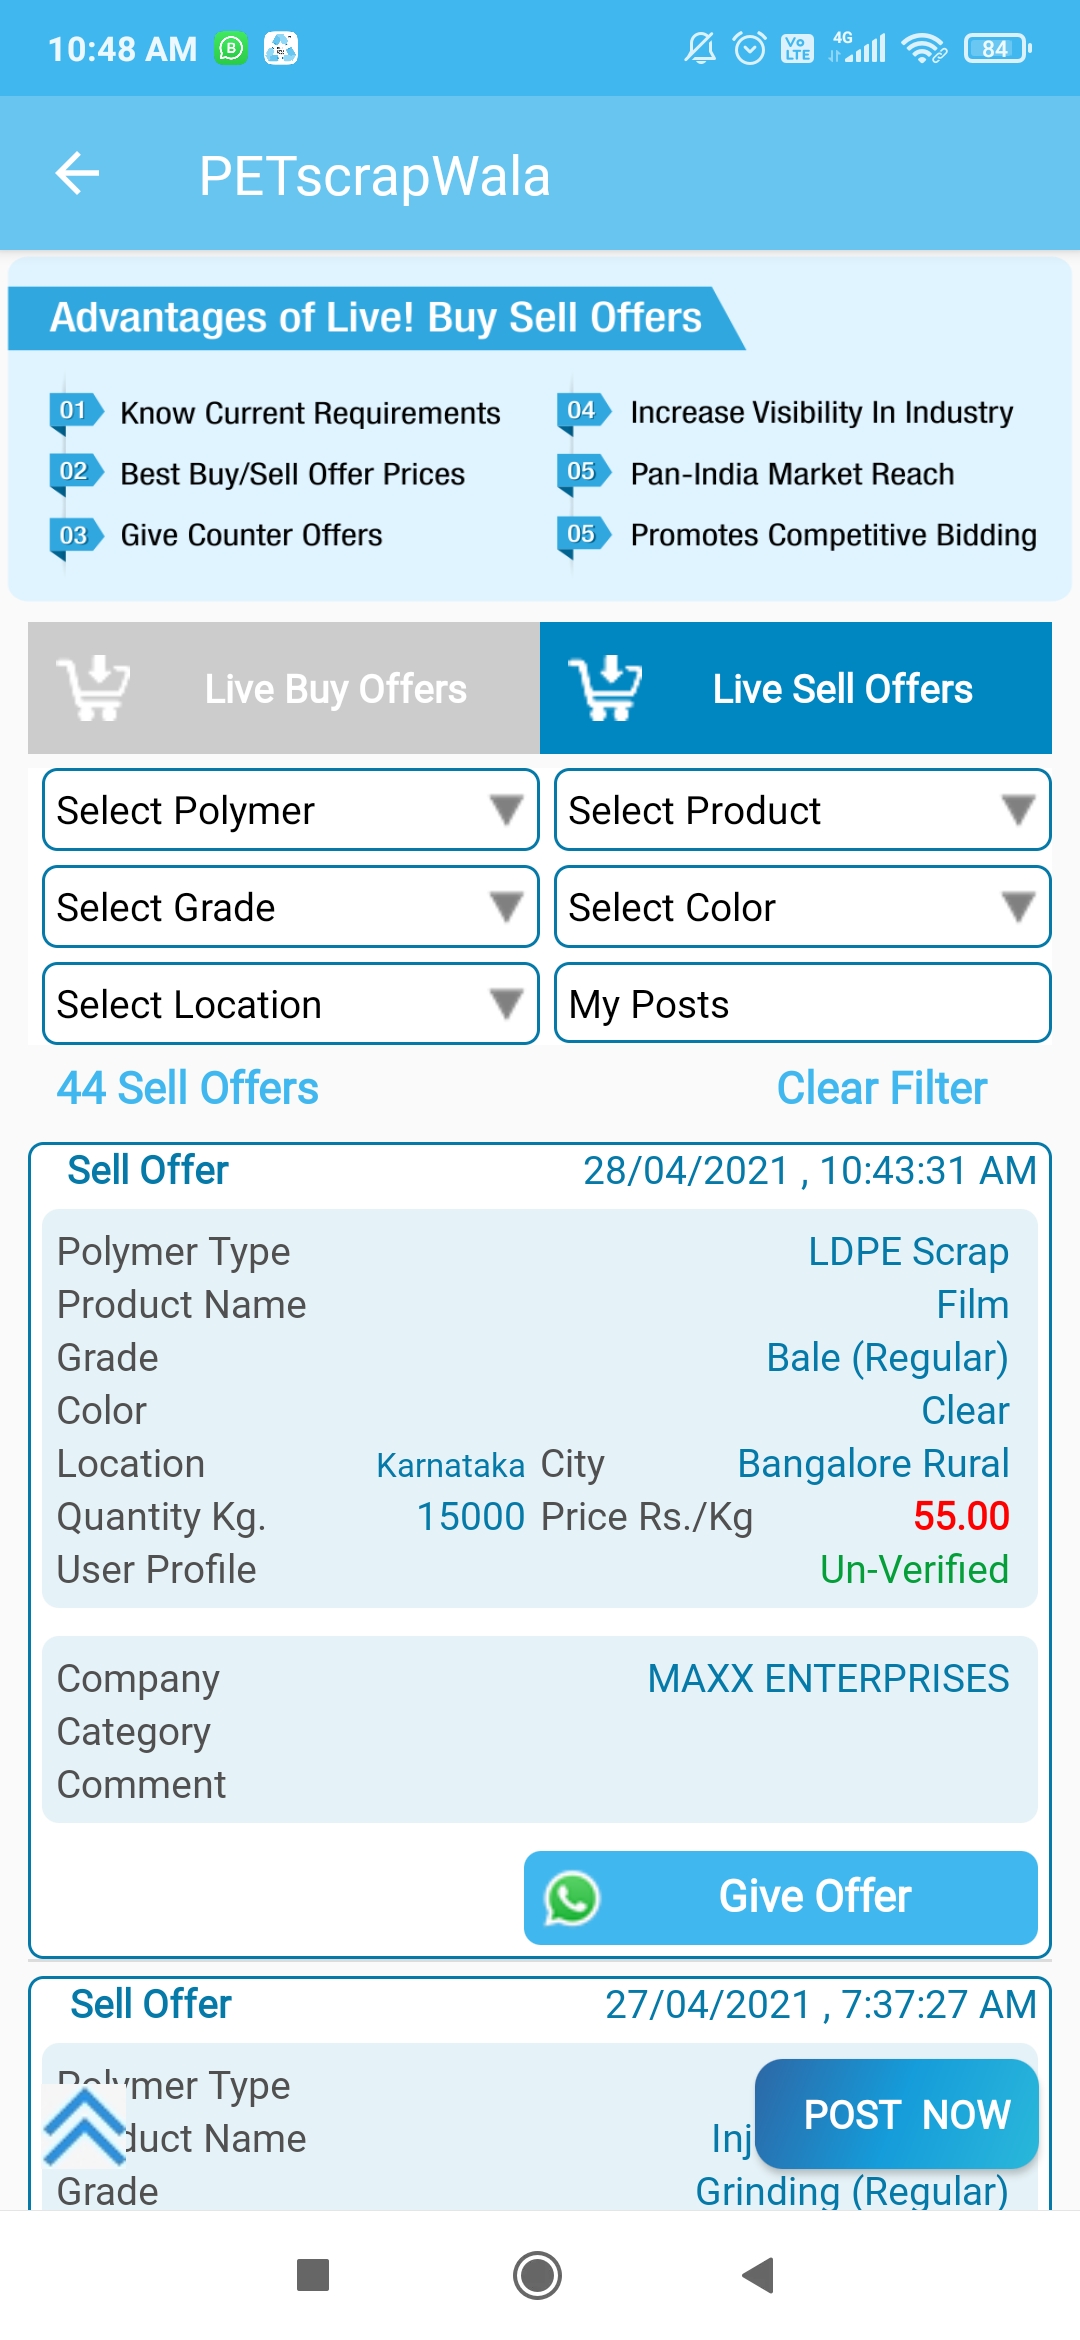 10:48 AM
4G
Vo LTE
84
PETscrapWala
Advantages of Live! Buy Sell Offers
01 Know Current Requirements
04 Increase Visibility In Industry
02 Best Buy/Sell Offer Prices
05 Pan-India Market Reach
03 Give Counter Offers
05 Promotes Competitive Bidding
Live Buy Offers
Live Sell Offers
Select Polymer
Select Product
Select Grade
Select Color
Select Location
My Posts
44 Sell Offers
Clear Filter
Sell Offer 28/04/2021 , 10:43:31 AM
Polymer Type LDPE Scrap
Product Name Film
Grade Bale (Regular)
Color Clear
Location Karnataka City Bangalore Rural
Quantity Kg. 15000 Price Rs./Kg 55.00
User Profile Un-Verified
Company MAXX ENTERPRISES
Category
Comment
Give Offer
Sell Offer 27/04/2021 , 7:37:27 AM
Polymer Type
POST NOW
Name
Grade Grinding (Regular)